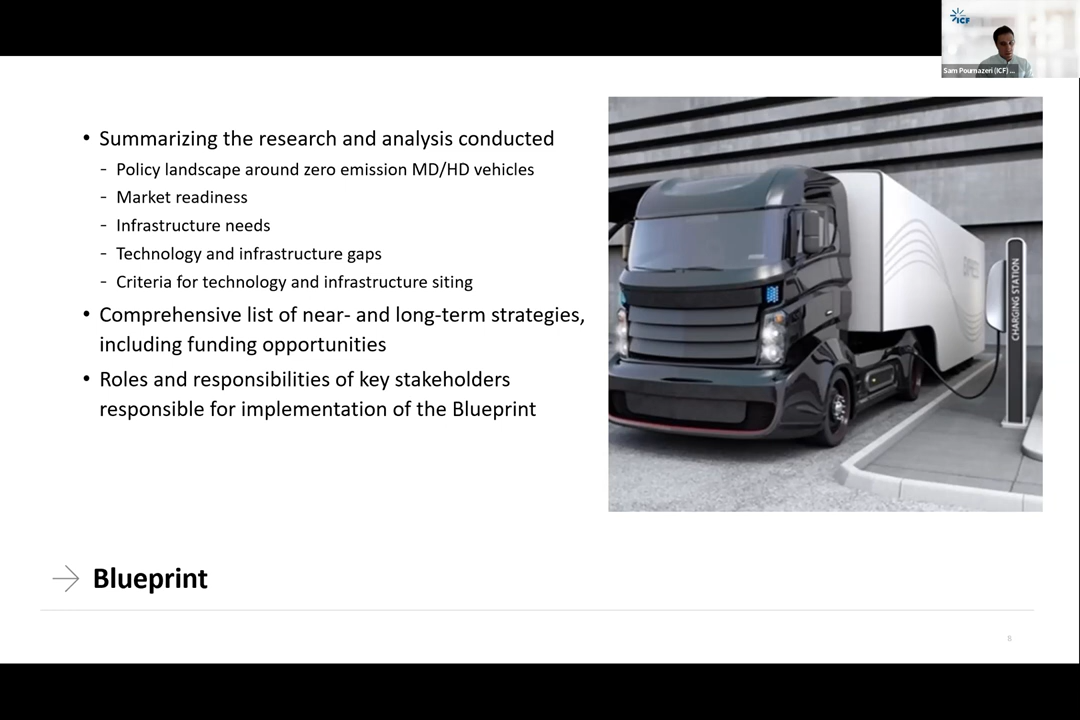 ICF
Sam Pournazeri (ICF) ...
• Summarizing the research and analysis conducted
- Policy landscape around zero emission MD/HD vehicles
- Market readiness
- Infrastructure needs
- Technology and infrastructure gaps
- Criteria for technology and infrastructure siting
• Comprehensive list of near- and long-term strategies,
including funding opportunities
• Roles and responsibilities of key stakeholders
responsible for implementation of the Blueprint
CHARGING STATION
Blueprint